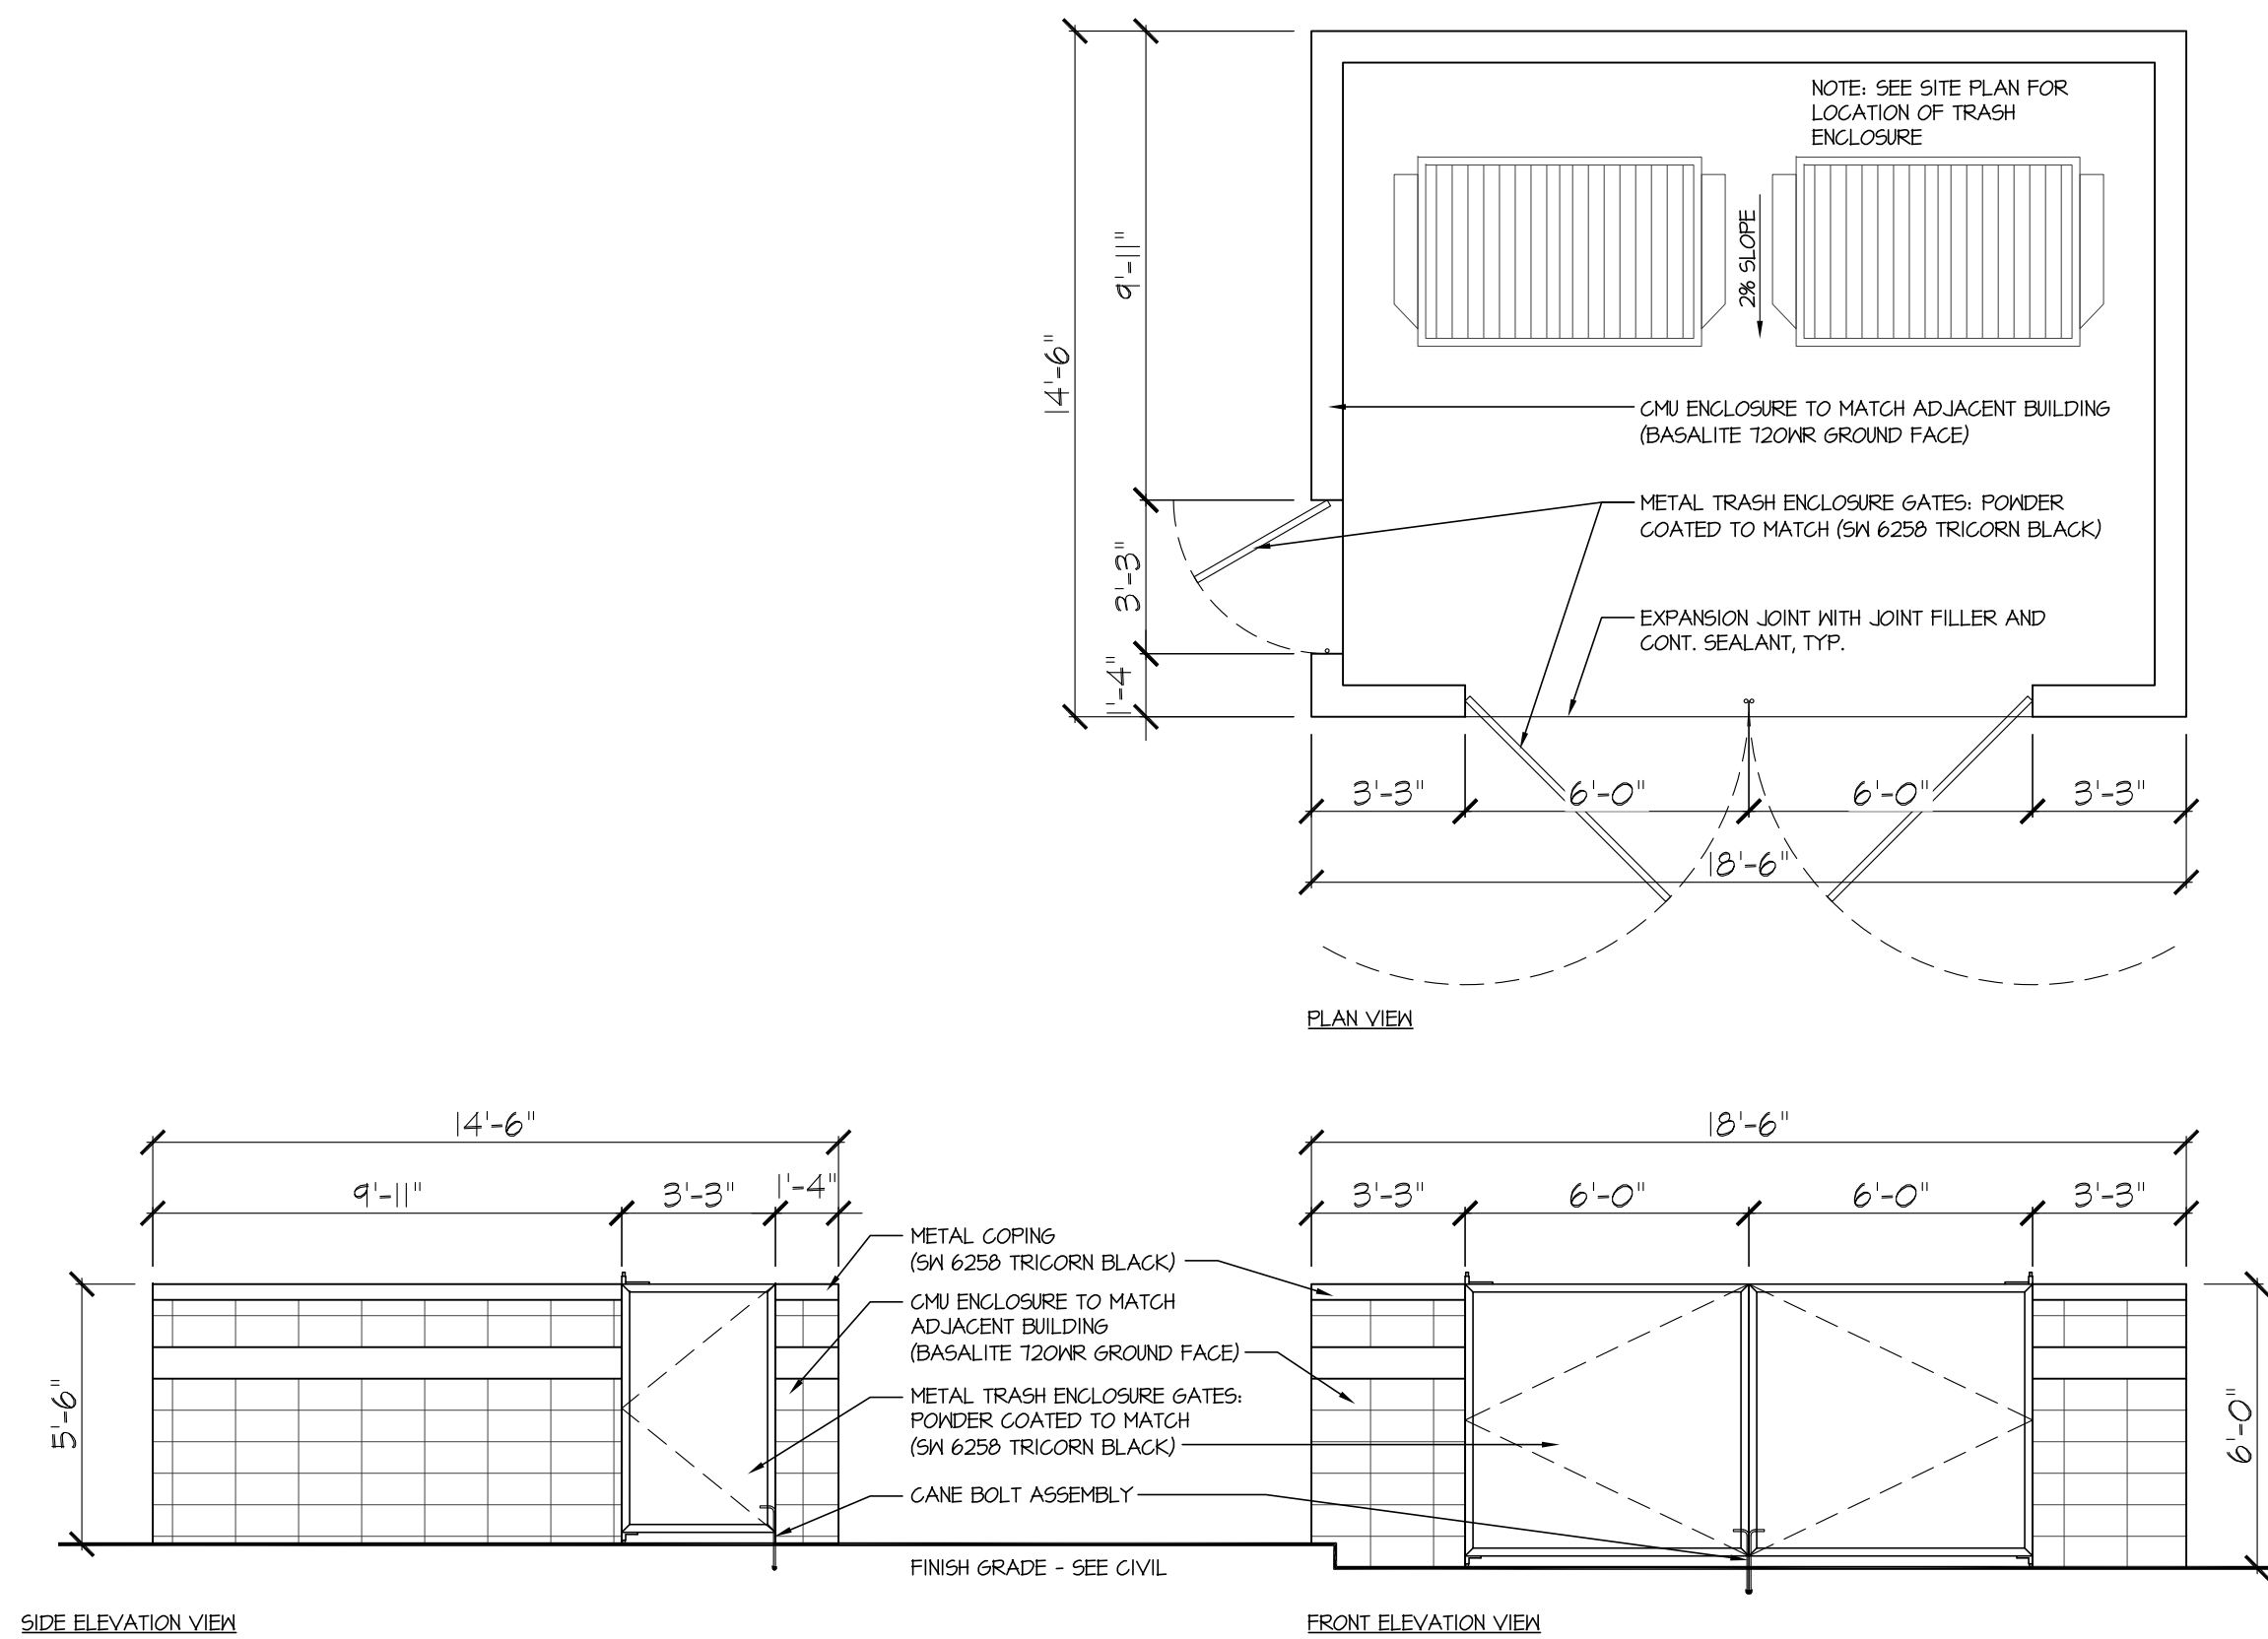 NOTE: SEE SITE PLAN FOR
LOCATION OF TRASH
ENCLOSURE
2% SLOPE
9'-11"
14'-6"
CMU ENCLOSURE TO MATCH ADJACENT BUILDING
(BASALITE 720WR GROUND FACE)
METAL TRASH ENCLOSURE GATES: POWDER
COATED TO MATCH (SW 6258 TRICORN BLACK)
3'-3"
EXPANSION JOINT WITH JOINT FILLER AND
CONT. SEALANT, TYP.
1'-4"
3'-3"
6'-0"
6'-0"
3'-3"
18'-6"
PLAN VIEW
14'-6"
9'-11"
3'-3"
1'-4"
5'-6"
METAL COPING
(SW 6258 TRICORN BLACK)
CMU ENCLOSURE TO MATCH
ADJACENT BUILDING
(BASALITE 720WR GROUND FACE)
METAL TRASH ENCLOSURE GATES:
POWDER COATED TO MATCH
(SW 6258 TRICORN BLACK)
CANE BOLT ASSEMBLY
FINISH GRADE - SEE CIVIL
SIDE ELEVATION VIEW
18'-6"
3'-3"
6'-0"
6'-0"
3'-3"
6'-0"
FRONT ELEVATION VIEW